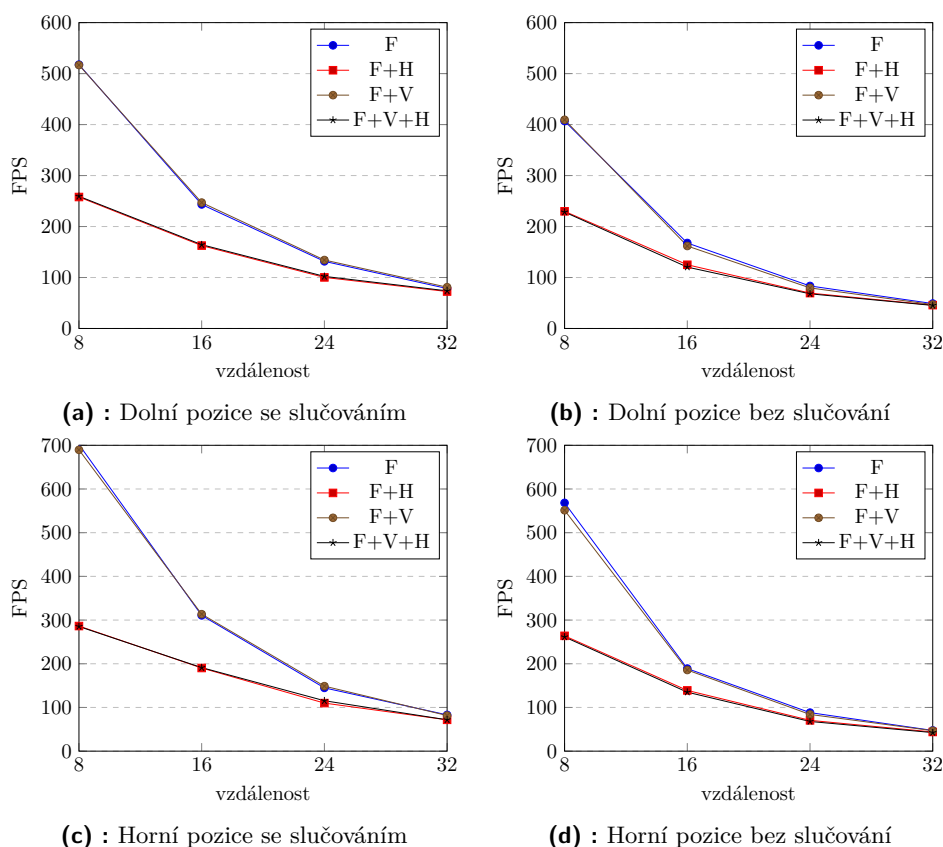 600
500
400
300
200
100
0
FPS
8
16
24
32
vzdálenost
F
F+H
F+V
F+V+H
(a) : Dolní pozice se slučováním
600
500
400
300
200
100
0
FPS
8
16
24
32
vzdálenost
F
F+H
F+V
F+V+H
(b) : Dolní pozice bez slučování
700
600
500
400
300
200
100
0
FPS
8
16
24
32
vzdálenost
F
F+H
F+V
F+V+H
(c) : Horní pozice se slučováním
700
600
500
400
300
200
100
0
FPS
8
16
24
32
vzdálenost
F
F+H
F+V
F+V+H
(d) : Horní pozice bez slučování